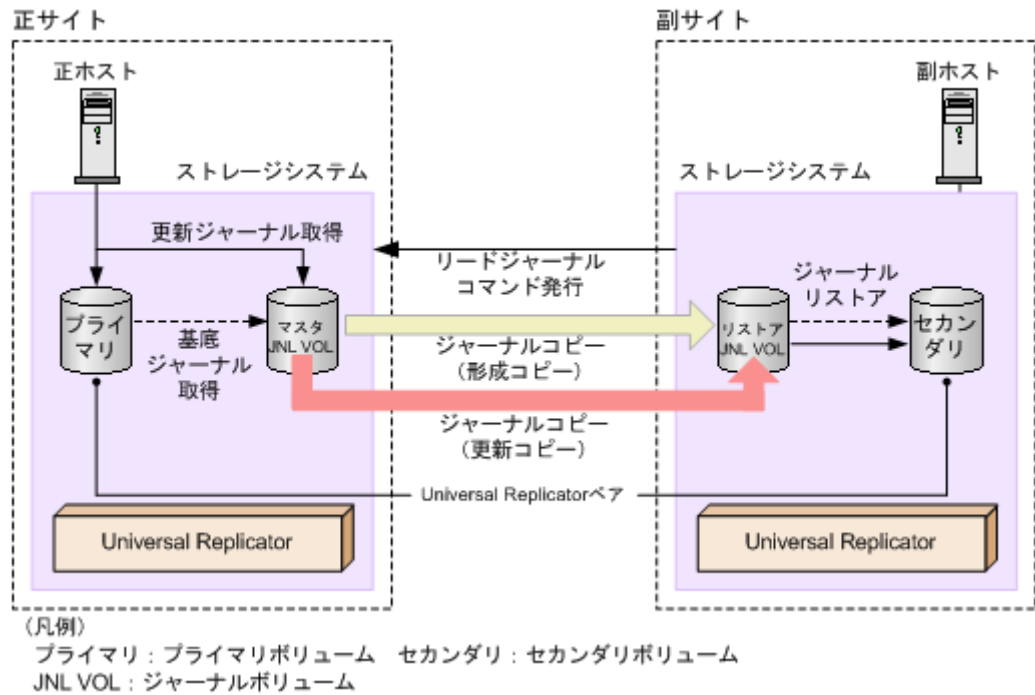 正サイト
副サイト
正ホスト
副ホスト
ストレージシステム
ストレージシステム
更新ジャーナル取得
リードジャーナル
コマンド発行
ジャーナル
リストア
プライ
マリ
マスタ
JNL VOL
リストア
JNL VOL
セカン
ダリ
基底
ジャーナル
取得
ジャーナルコピー
（形成コピー）
ジャーナルコピー
（更新コピー）
Universal Replicatorペア
Universal Replicator
Universal Replicator
（凡例）
プライマリ：プライマリボリューム　セカンダリ：セカンダリボリューム
JNL VOL：ジャーナルボリューム